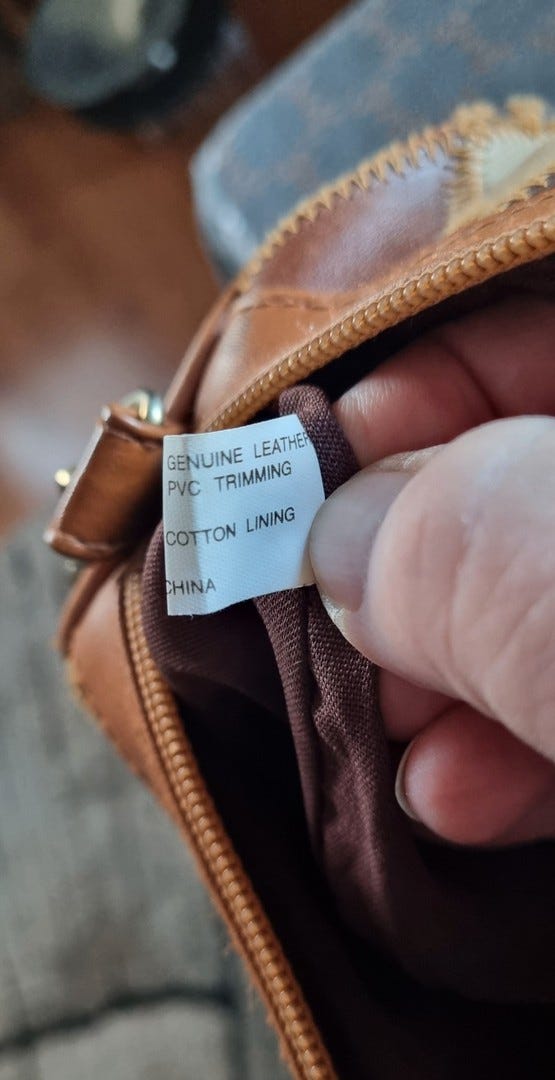 GENUINE LEATHER
PVC TRIMMING
COTTON LINING
CHINA